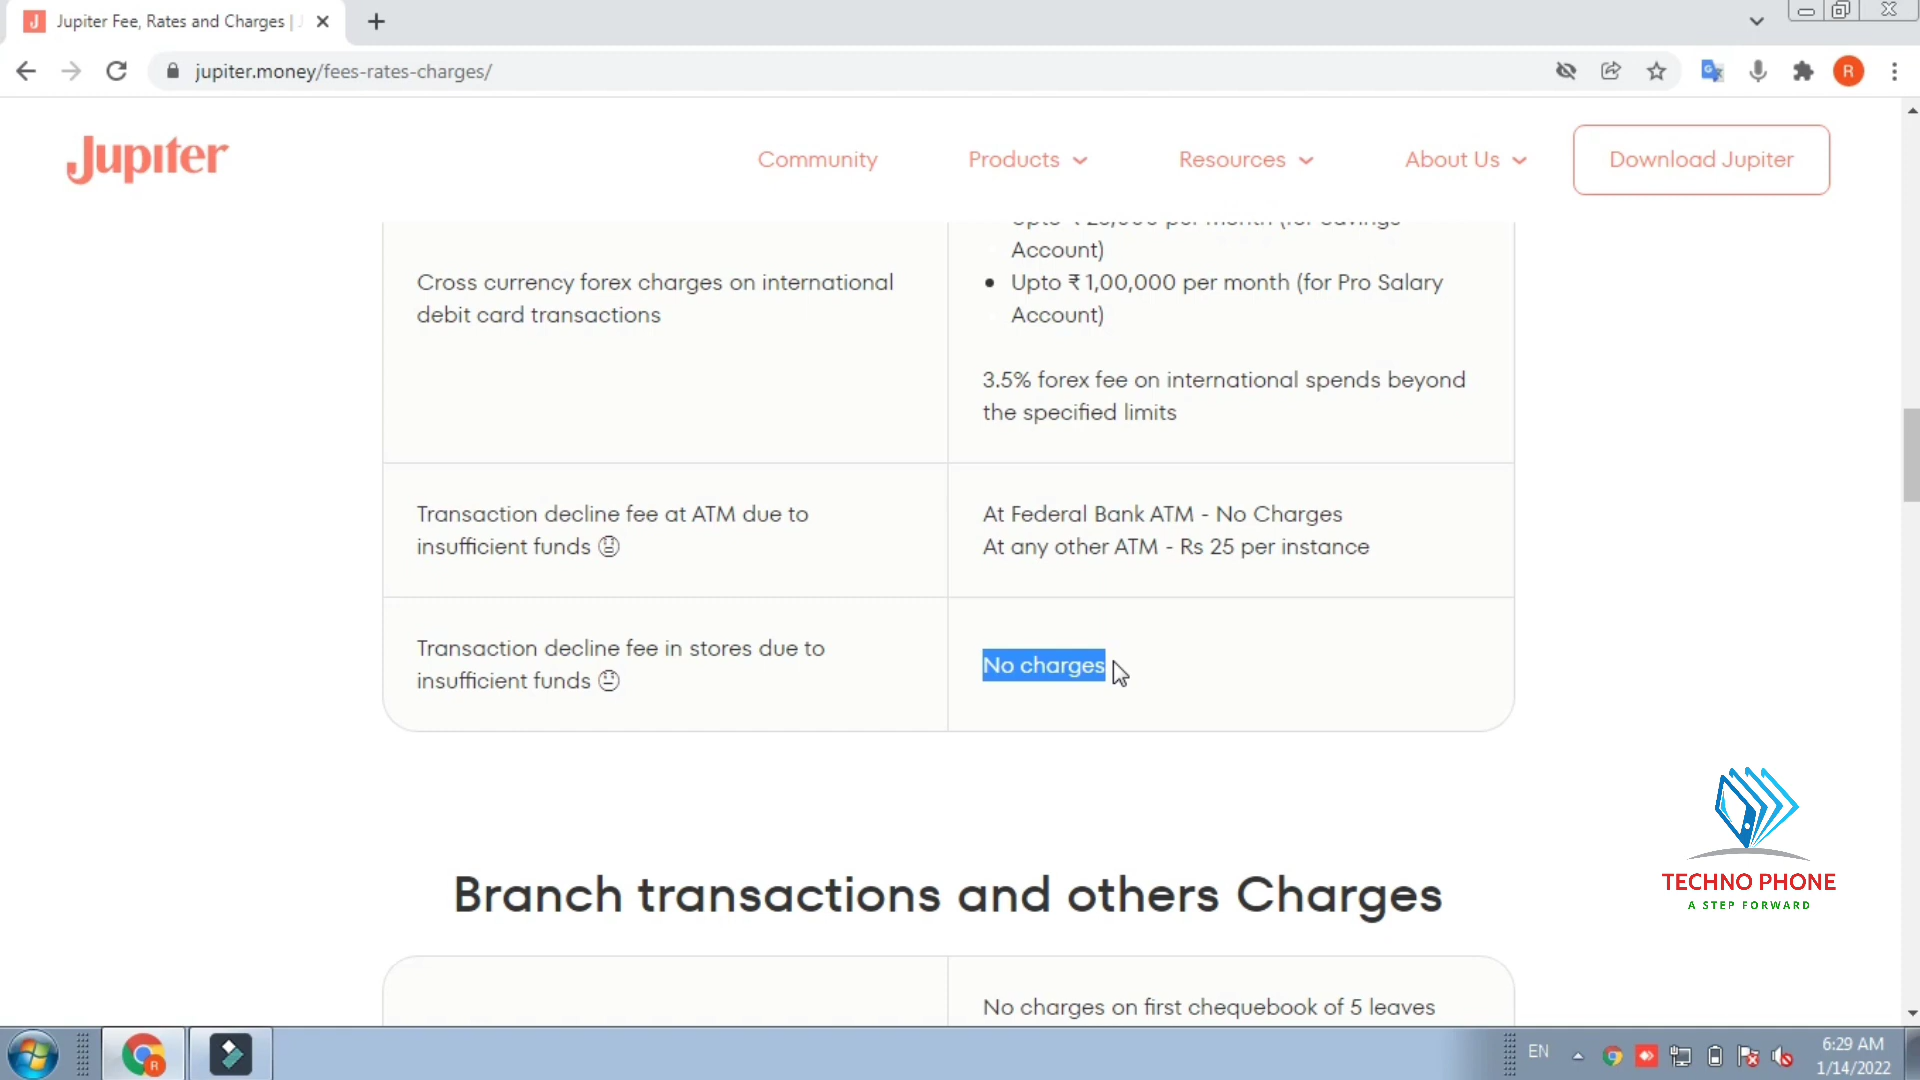 Jupiter Fee, Rates and Charges |
jupiter.money/fees-rates-charges/
R
Jupiter
Community
Products
Resources
About Us
Download Jupiter
Account)
Cross currency forex charges on international
debit card transactions
• Upto ₹ 1,00,000 per month (for Pro Salary
Account)
3.5% forex fee on international spends beyond
the specified limits
Transaction decline fee at ATM due to
insufficient funds
At Federal Bank ATM - No Charges
At any other ATM - Rs 25 per instance
Transaction decline fee in stores due to
insufficient funds
No charges
TECHNO PHONE
A STEP FORWARD
Branch transactions and others Charges
No charges on first chequebook of 5 leaves
EN
6:29 AM
1/14/2022